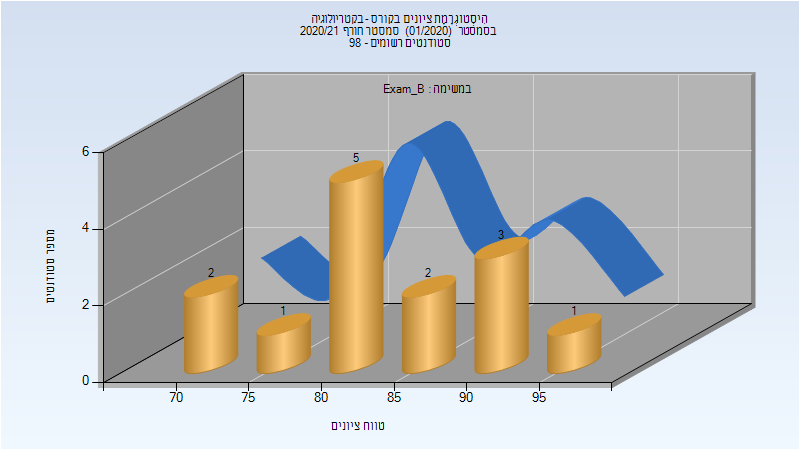 היסטוגרמת ציונים בקורס - בקטריולוגיה
בסמסטר (01/2020) סמסטר חורף 2020/21
סטודנטים רשומים - 98
במשימה : Exam_B
מספר סטודנטים
6
4
2
0
2
1
5
2
3
1
70
75
80
85
90
95
טווח ציונים